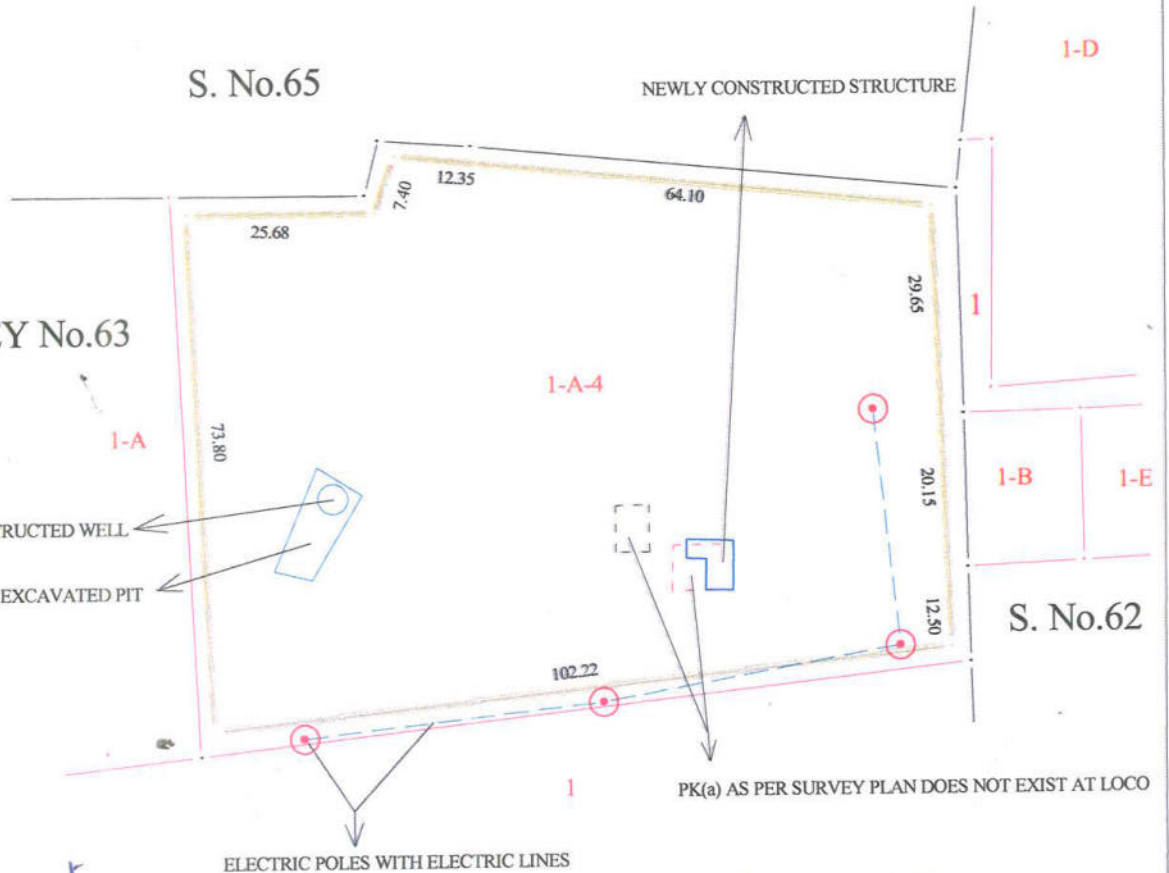 1-D
S. No.65
NEWLY CONSTRUCTED STRUCTURE
12.35
7.40
64.10
25.68
29.65
1
EY No.63
1-A-4
1-A
73.80
20.15
1-B
1-E
TRUCTED WELL
EXCAVATED PIT
12.50
S. No.62
102.22
1
PK(a) AS PER SURVEY PLAN DOES NOT EXIST AT LOCO
ELECTRIC POLES WITH ELECTRIC LINES